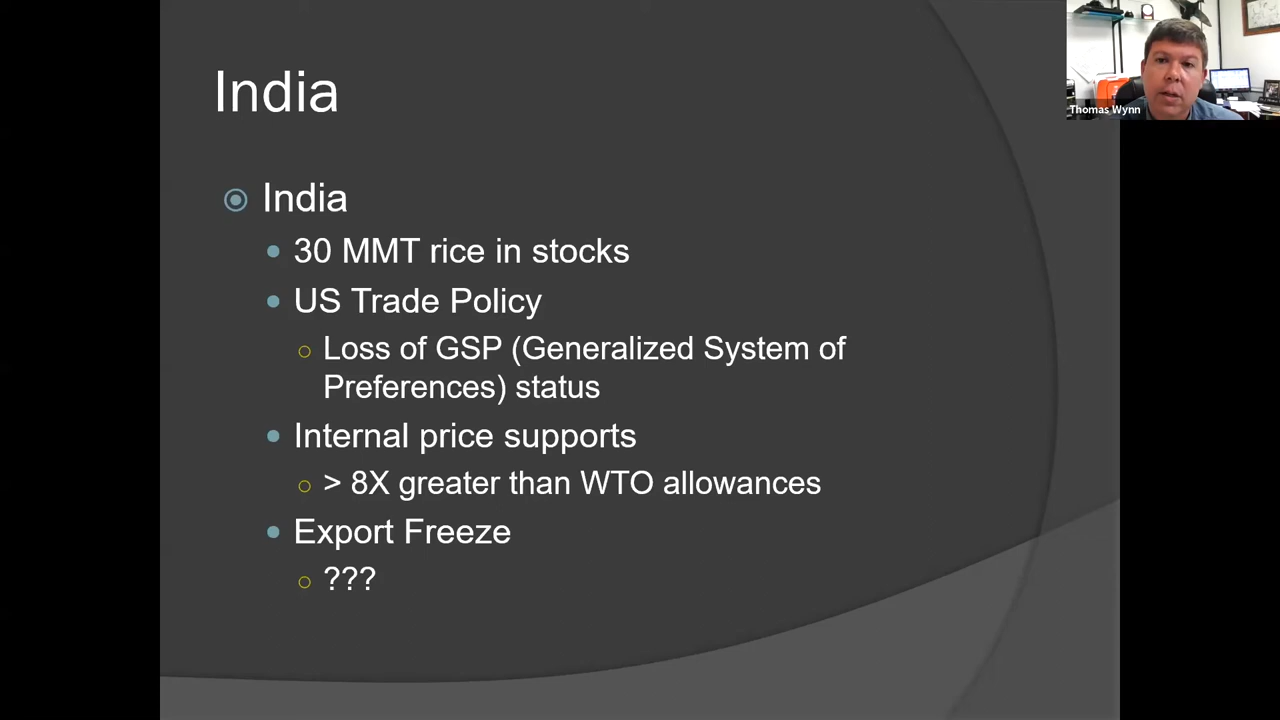 India
India
30 MMT rice in stocks
US Trade Policy
Loss of GSP (Generalized System of
Preferences) status
Internal price supports
> 8X greater than WTO allowances
Export Freeze
???
Thomas Wynn